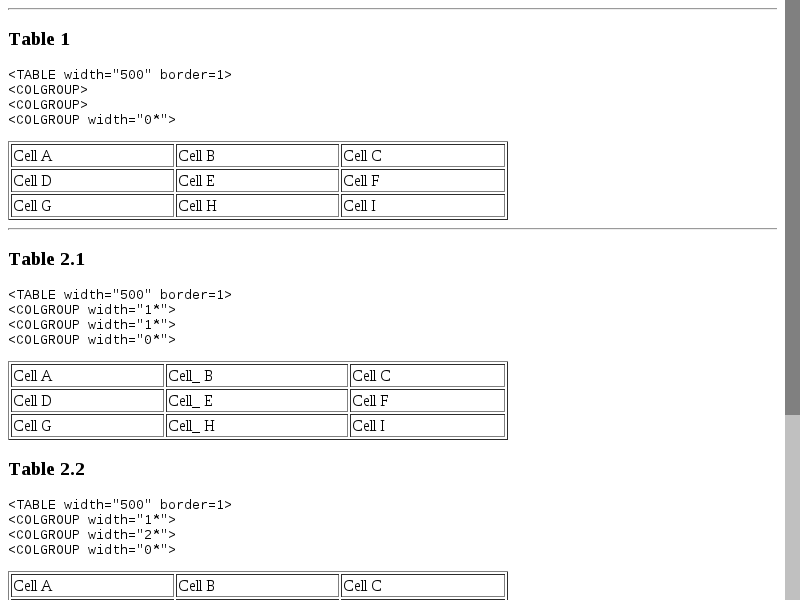 Table 1
<TABLE width="500" border=1>
<COLGROUP>
<COLGROUP>
<COLGROUP width="0*">
Cell A Cell B Cell C
Cell D Cell E Cell F
Cell G Cell H Cell I
Table 2.1
<TABLE width="500" border=1>
<COLGROUP width="1*">
<COLGROUP width="1*">
<COLGROUP width="0*">
Cell A Cell_ B Cell C
Cell D Cell_ E Cell F
Cell G Cell_ H Cell I
Table 2.2
<TABLE width="500" border=1>
<COLGROUP width="1*">
<COLGROUP width="2*">
<COLGROUP width="0*">
Cell A Cell B Cell C